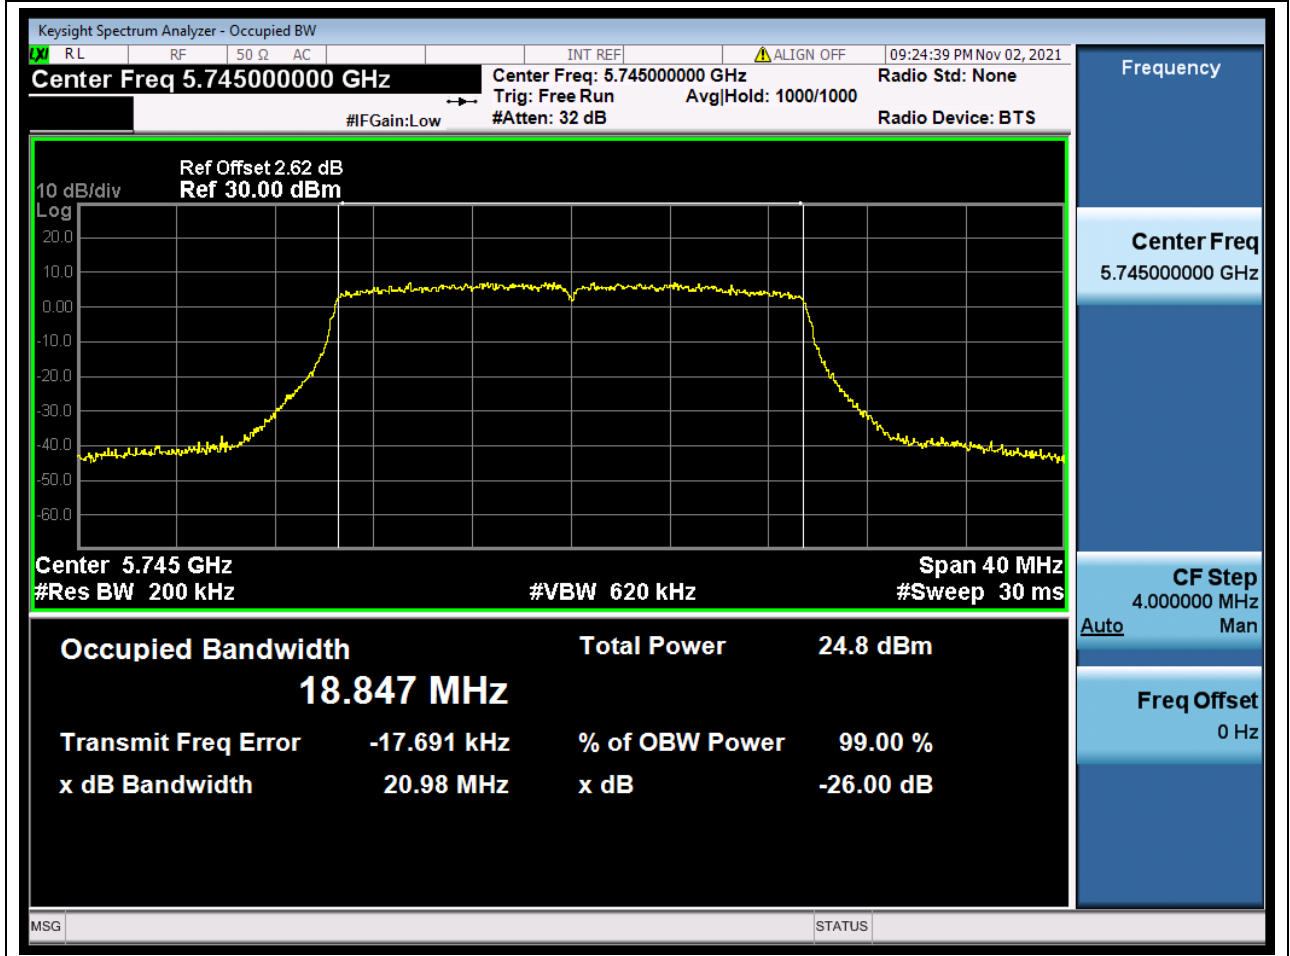 Keysight Spectrum Analyzer - Occupied BW
LXI RL RF 50 Ω AC INT REF ALIGN OFF 09:24:39 PM Nov 02, 2021
Center Freq 5.745000000 GHz
Center Freq: 5.745000000 GHz
Radio Std: None
Trig: Free Run Avg|Hold: 1000/1000
#IFGain:Low #Atten: 32 dB
Radio Device: BTS
Ref Offset 2.62 dB
10 dB/div Ref 30.00 dBm
Log
20.0
10.0
0.00
-10.0
-20.0
-30.0
-40.0
-50.0
-60.0
Center 5.745 GHz Span 40 MHz
#Res BW 200 kHz #VBW 620 kHz #Sweep 30 ms
Occupied Bandwidth Total Power 24.8 dBm
18.847 MHz
Transmit Freq Error -17.691 kHz % of OBW Power 99.00 %
x dB Bandwidth 20.98 MHz x dB -26.00 dB
MSG STATUS
Frequency
Center Freq
5.745000000 GHz
CF Step
4.000000 MHz
Auto Man
Freq Offset
0 Hz